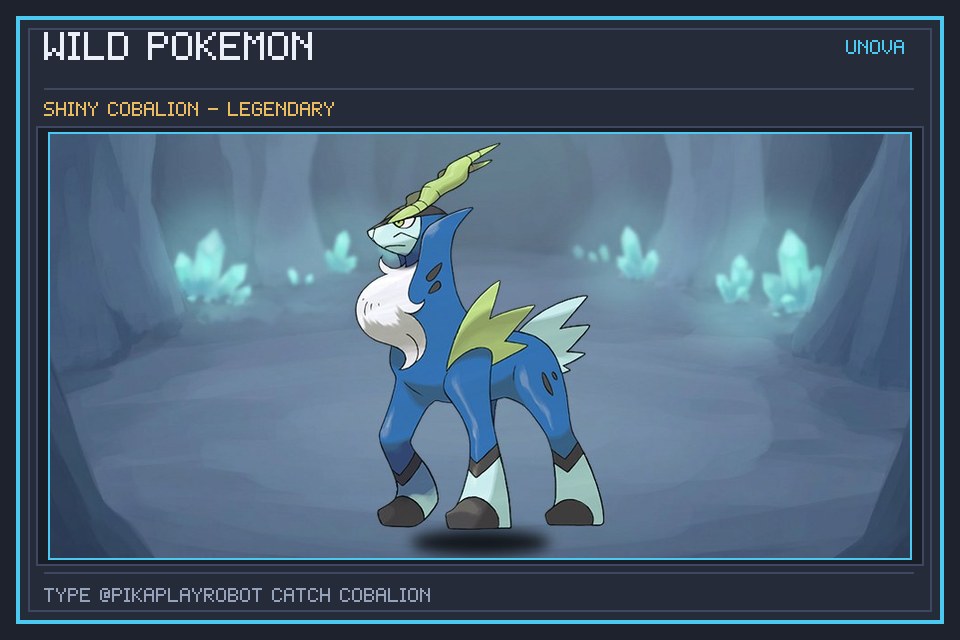 WILD POKEMON
UNOVA
SHINY COBALION - LEGENDARY
TYPE @PIKAPLAYROBOT CATCH COBALION